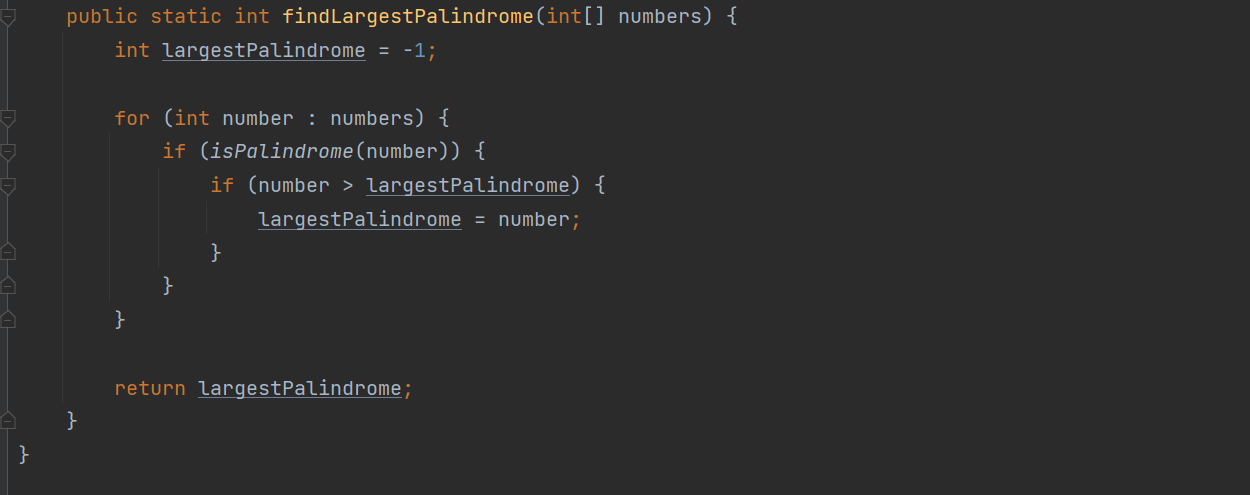 public static int findLargestPalindrome(int[] numbers) {
int largestPalindrome = -1;
for (int number : numbers) {
if (isPalindrome(number)) {
if (number > largestPalindrome) {
largestPalindrome = number;
}
}
}
return largestPalindrome;
}
}